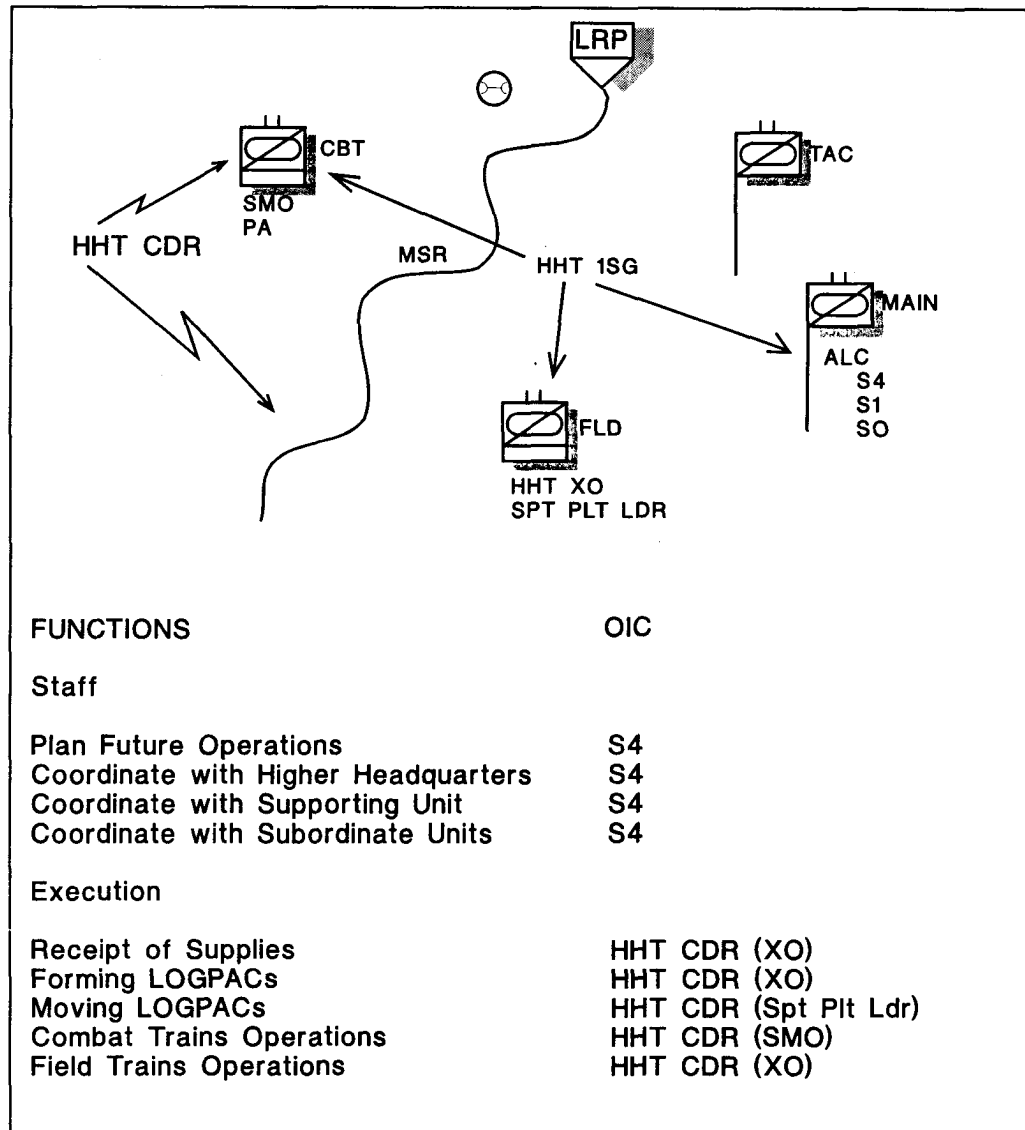 LRP
CBT
TAC
SMO
PA
HHT CDR
MSR
HHT 1SG
MAIN
ALC
S4
S1
SO
FLD
HHT XO
SPT PLT LDR
FUNCTIONS OIC
Staff
Plan Future Operations S4
Coordinate with Higher Headquarters S4
Coordinate with Supporting Unit S4
Coordinate with Subordinate Units S4
Execution
Receipt of Supplies HHT CDR (XO)
Forming LOGPACs HHT CDR (XO)
Moving LOGPACs HHT CDR (Spt Plt Ldr)
Combat Trains Operations HHT CDR (SMO)
Field Trains Operations HHT CDR (XO)